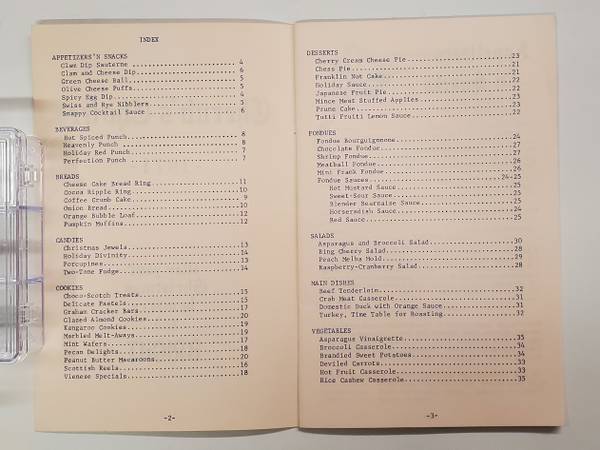 INDEX
APPETIZERS'N SNACKS
Clam Dip Supreme 4
Clam and Cheese Dip 6
Green Cheese Ball 5
Olive Cheese Puffs 5
Spicy Egg Dip 4
Swiss and Rye Nibblers 5
Snappy Cocktail Sauce 6
BEVERAGES
Hot Spiced Punch 8
Heavenly Punch 8
Holiday Red Punch 7
Perfection Punch 7
BREADS
Cheese Cake Bread Ring 11
Cocoa Ripple Ring 10
Coffee Crumb Cake 9
Onion Bread 10
Orange Bubble Loaf 12
Pumpkin Muffins 12
CANDIES
Christmas Jewels 13
Holiday Divinity 14
Porcupines 13
Two-Tone Fudge 14
COOKIES
Choco-Scotch Treats 15
Delicate Pastels 15
Graham Cracker Bars 17
Glazed Almond Cookies 20
Kangaroo Cookies 19
Marbled Melt-Aways 19
Mint Wafers 17
Pecan Delights 18
Peanut Butter Macaroons 20
Scottish Reels 16
Vienese Specials 18
-2-
DESSERTS
Cherry Cream Cheese Pie 23
Chess Pie 21
Franklin Nut Cake 21
Holiday Sauce 22
Japanese Fruit Pie 22
Mince Meat Stuffed Apples 23
Prune Cake 23
Tutti Frutti Lemon Sauce 22
FONDUES
Fondue Bourguignonne 24
Chocolate Fondue 27
Shrimp Fondue 27
Meatball Fondue 26
Mini Frank Fondue 26
Fondue Sauces 24-25
Hot Mustard Sauce 25
Sweet-Sour Sauce 25
Blender Bearnaise Sauce 25
Horseradish Sauce 24
Red Sauce 25
SALADS
Asparagus and Broccoli Salad 30
Bing Cherry Salad 28
Peach Melba Mold 29
Raspberry-Cranberry Salad 28
MAIN DISHES
Beef Tenderloin 32
Crab Meat Casserole 31
Domestic Duck with Orange Sauce 31
Turkey, Time Table for Roasting 32
VEGETABLES
Asparagus Vinaigrette 35
Broccoli Casserole 34
Brandied Sweet Potatoes 34
Deviled Carrots 33
Hot Fruit Casserole 33
Rice Cashew Casserole 35
-3-